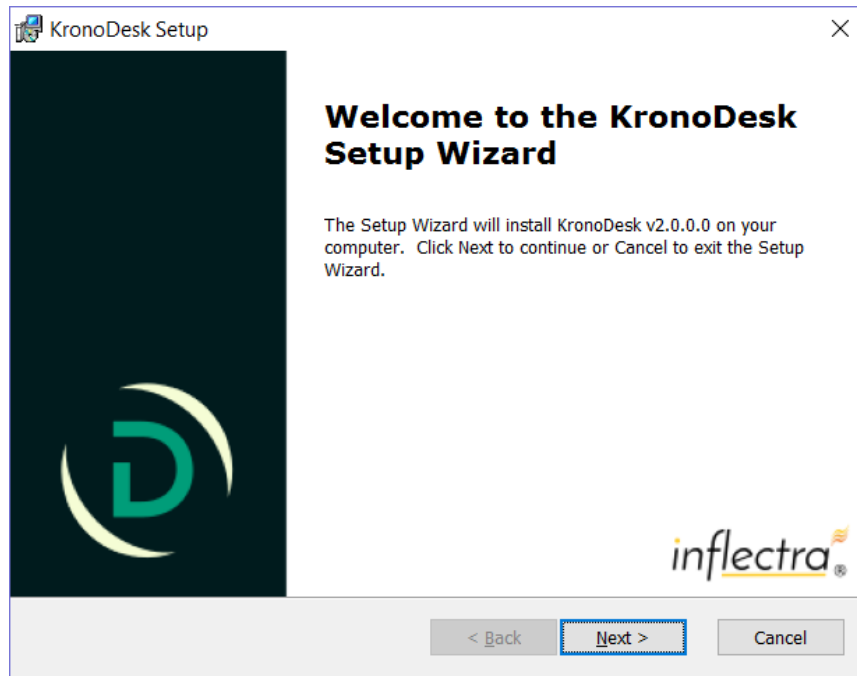 KronoDesk Setup
Welcome to the KronoDesk
Setup Wizard
The Setup Wizard will install KronoDesk v2.0.0.0 on your
computer.  Click Next to continue or Cancel to exit the Setup
Wizard.
D
inflectra®
< Back
Next >
Cancel